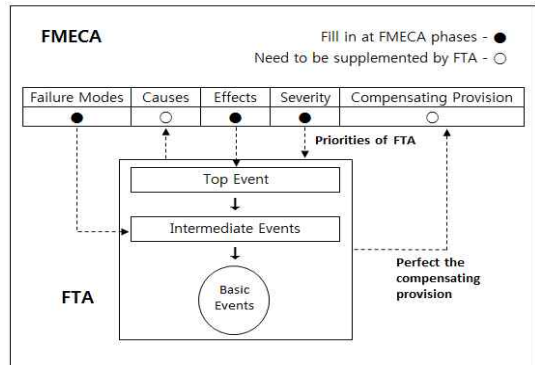 FMECA
Fill in at FMECA phases - ●
Need to be supplemented by FTA - ○
Failure Modes Causes Effects Severity Compensating Provision
● ○ ● ● ○
Priorities of FTA
Top Event
Intermediate Events
Basic
Events
FTA
Perfect the
compensating
provision